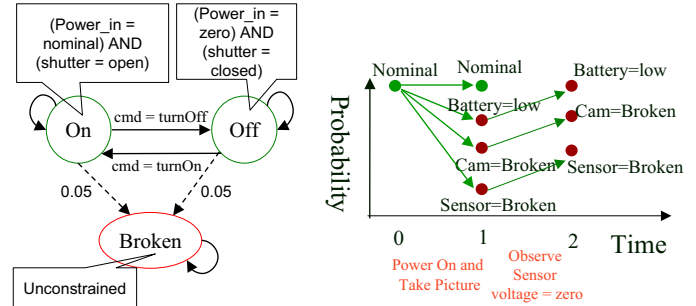 (Power_in =
nominal) AND
(shutter = open)
(Power_in =
zero) AND
(shutter =
closed)
On
cmd = turnOff
Off
cmd = turnOn
0.05
0.05
Broken
Unconstrained
Probability
Nominal
Nominal
Battery=low
Cam=Broken
Sensor=Broken
Battery=low
Cam=Broken
Sensor=Broken
0
1
2
Time
Power On and
Take Picture
Observe
Sensor
voltage = zero